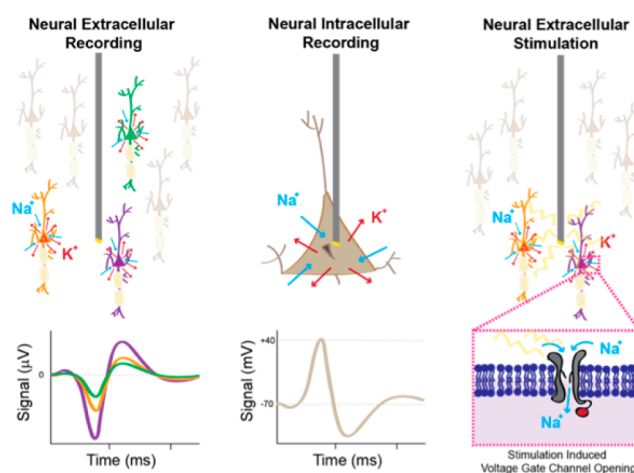 Neural Extracellular
Recording
Na+
K+
Signal (μV)
0
Time (ms)
Neural Intracellular
Recording
Na+
K+
Signal (mV)
+40
-70
Time (ms)
Neural Extracellular
Stimulation
Na+
K+
Na+
Na+
Stimulation Induced
Voltage Gate Channel Opening